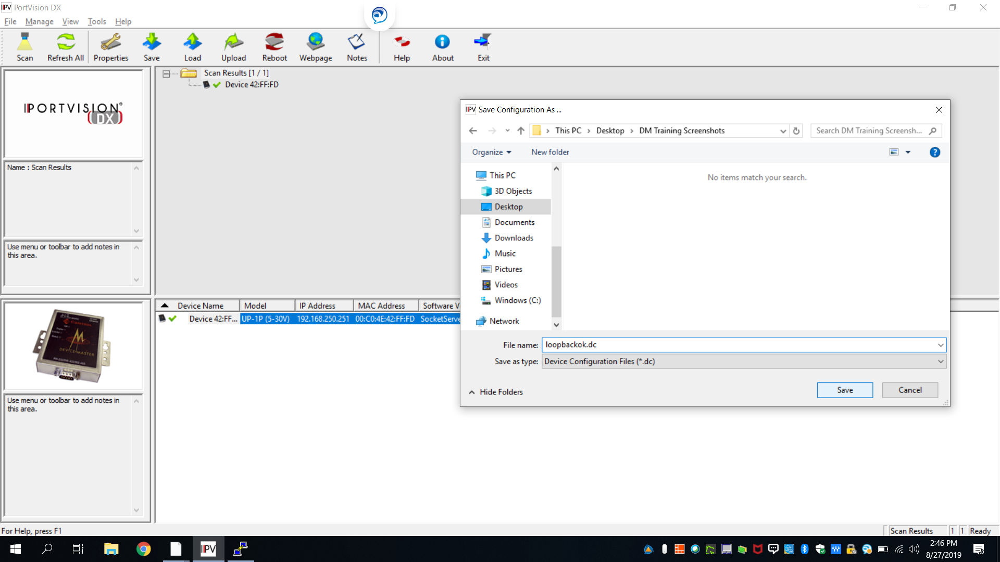 IPV PortVision DX
File Manage View Tools Help
Scan Refresh All Properties Save Load Upload Reboot Webpage Notes Help About Exit
PORTVISION®
(DX)
Name : Scan Results
Use menu or toolbar to add notes in
this area.
Scan Results [1 / 1]
Device 42:FF:FD
IPV Save Configuration As ...
This PC > Desktop > DM Training Screenshots
Search DM Training Screensh...
Organize New folder
?
This PC
3D Objects
Desktop
Documents
Downloads
Music
Pictures
Videos
Windows (C:)
Network
No items match your search.
File name: loopbackok.dc
Save as type: Device Configuration Files (*.dc)
Hide Folders
Save
Cancel
Device Name Model IP Address MAC Address Software V
Device 42:FF... UP-1P (5-30V) 192.168.250.251 00:C0:4E:42:FF:FD SocketServe
COMTROL
DEVICEMASTER
Use menu or toolbar to add notes in
this area.
For Help, press F1
Scan Results 1 1 Ready
IPV
W
2:46 PM
8/27/2019